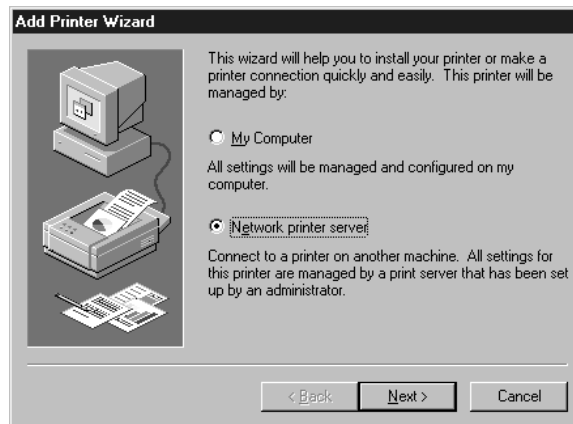 Add Printer Wizard
This wizard will help you to install your printer or make a
printer connection quickly and easily. This printer will be
managed by:
My Computer
All settings will be managed and configured on my
computer.
Network printer server
Connect to a printer on another machine. All settings for
this printer are managed by a print server that has been set
up by an administrator.
< Back
Next >
Cancel